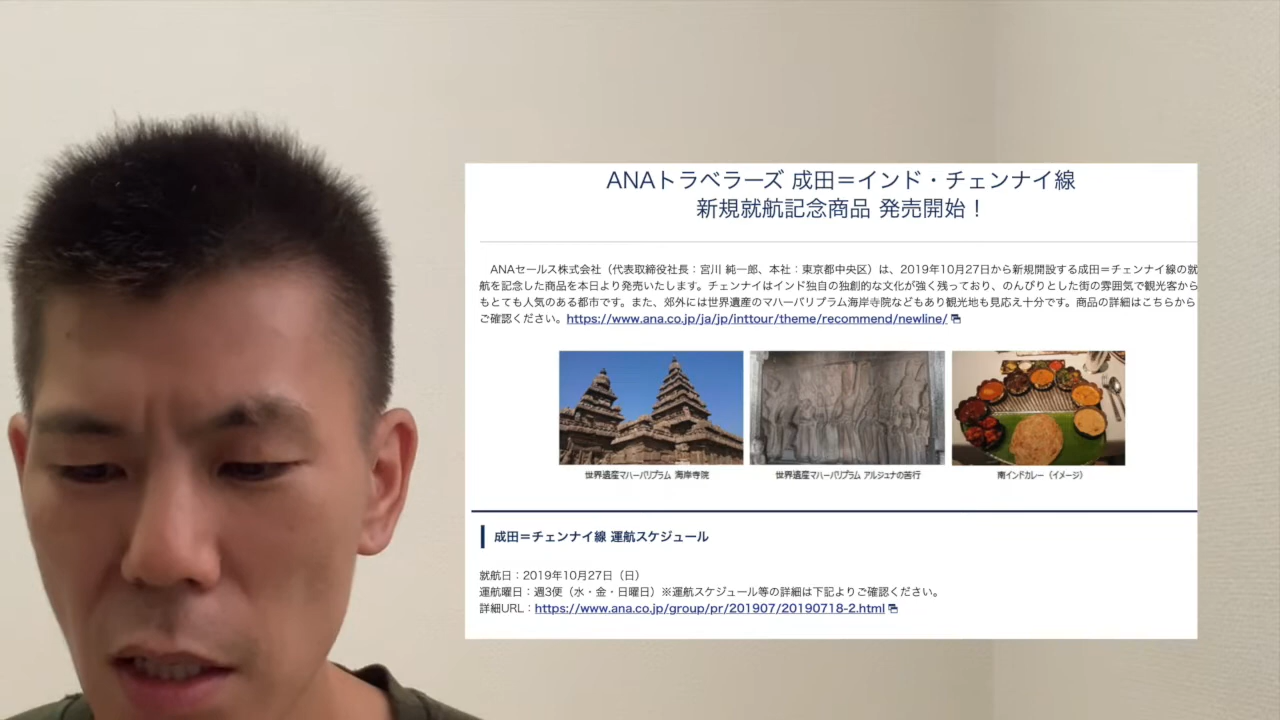 ANAトラベラーズ 成田＝インド・チェンナイ線
新規就航記念商品 発売開始！
ANAセールス株式会社（代表取締役社長：宮川 純一郎、本社：東京都中央区）は、2019年10月27日から新規開設する成田＝チェンナイ線の就
航を記念した商品を本日より発売いたします。チェンナイはインド独自の独創的な文化が強く残っており、のんびりとした街の雰囲気で観光客から
もとても人気のある都市です。また、郊外には世界遺産のマハーバリプラム海岸寺院などもあり観光地も見応え十分です。商品の詳細はこちらから
ご確認ください。https://www.ana.co.jp/ja/jp/inttour/theme/recommend/newline/
世界遺産マハーバリプラム 海岸寺院
世界遺産マハーバリプラム アルジュナの苦行
南インドカレー（イメージ）
成田＝チェンナイ線 運航スケジュール
就航日：2019年10月27日（日）
運航曜日：週3便（水・金・日曜日）※運航スケジュール等の詳細は下記よりご確認ください。
詳細URL：https://www.ana.co.jp/group/pr/201907/20190718-2.html